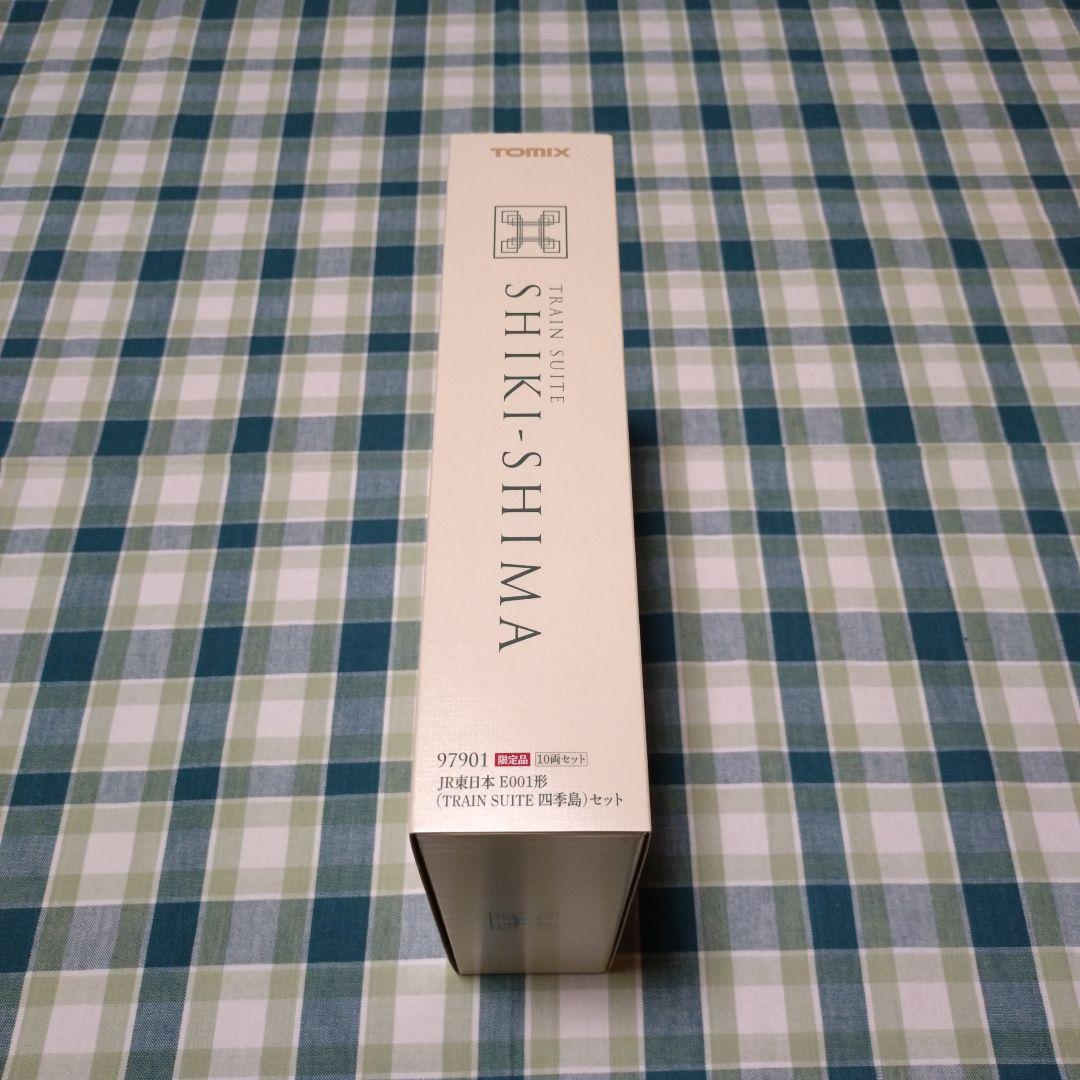 TOMIX
TRAIN SUITE
SHIKI-SHIMA
97901 限定品 10両セット
JR東日本 E001形
(TRAIN SUITE 四季島)セット